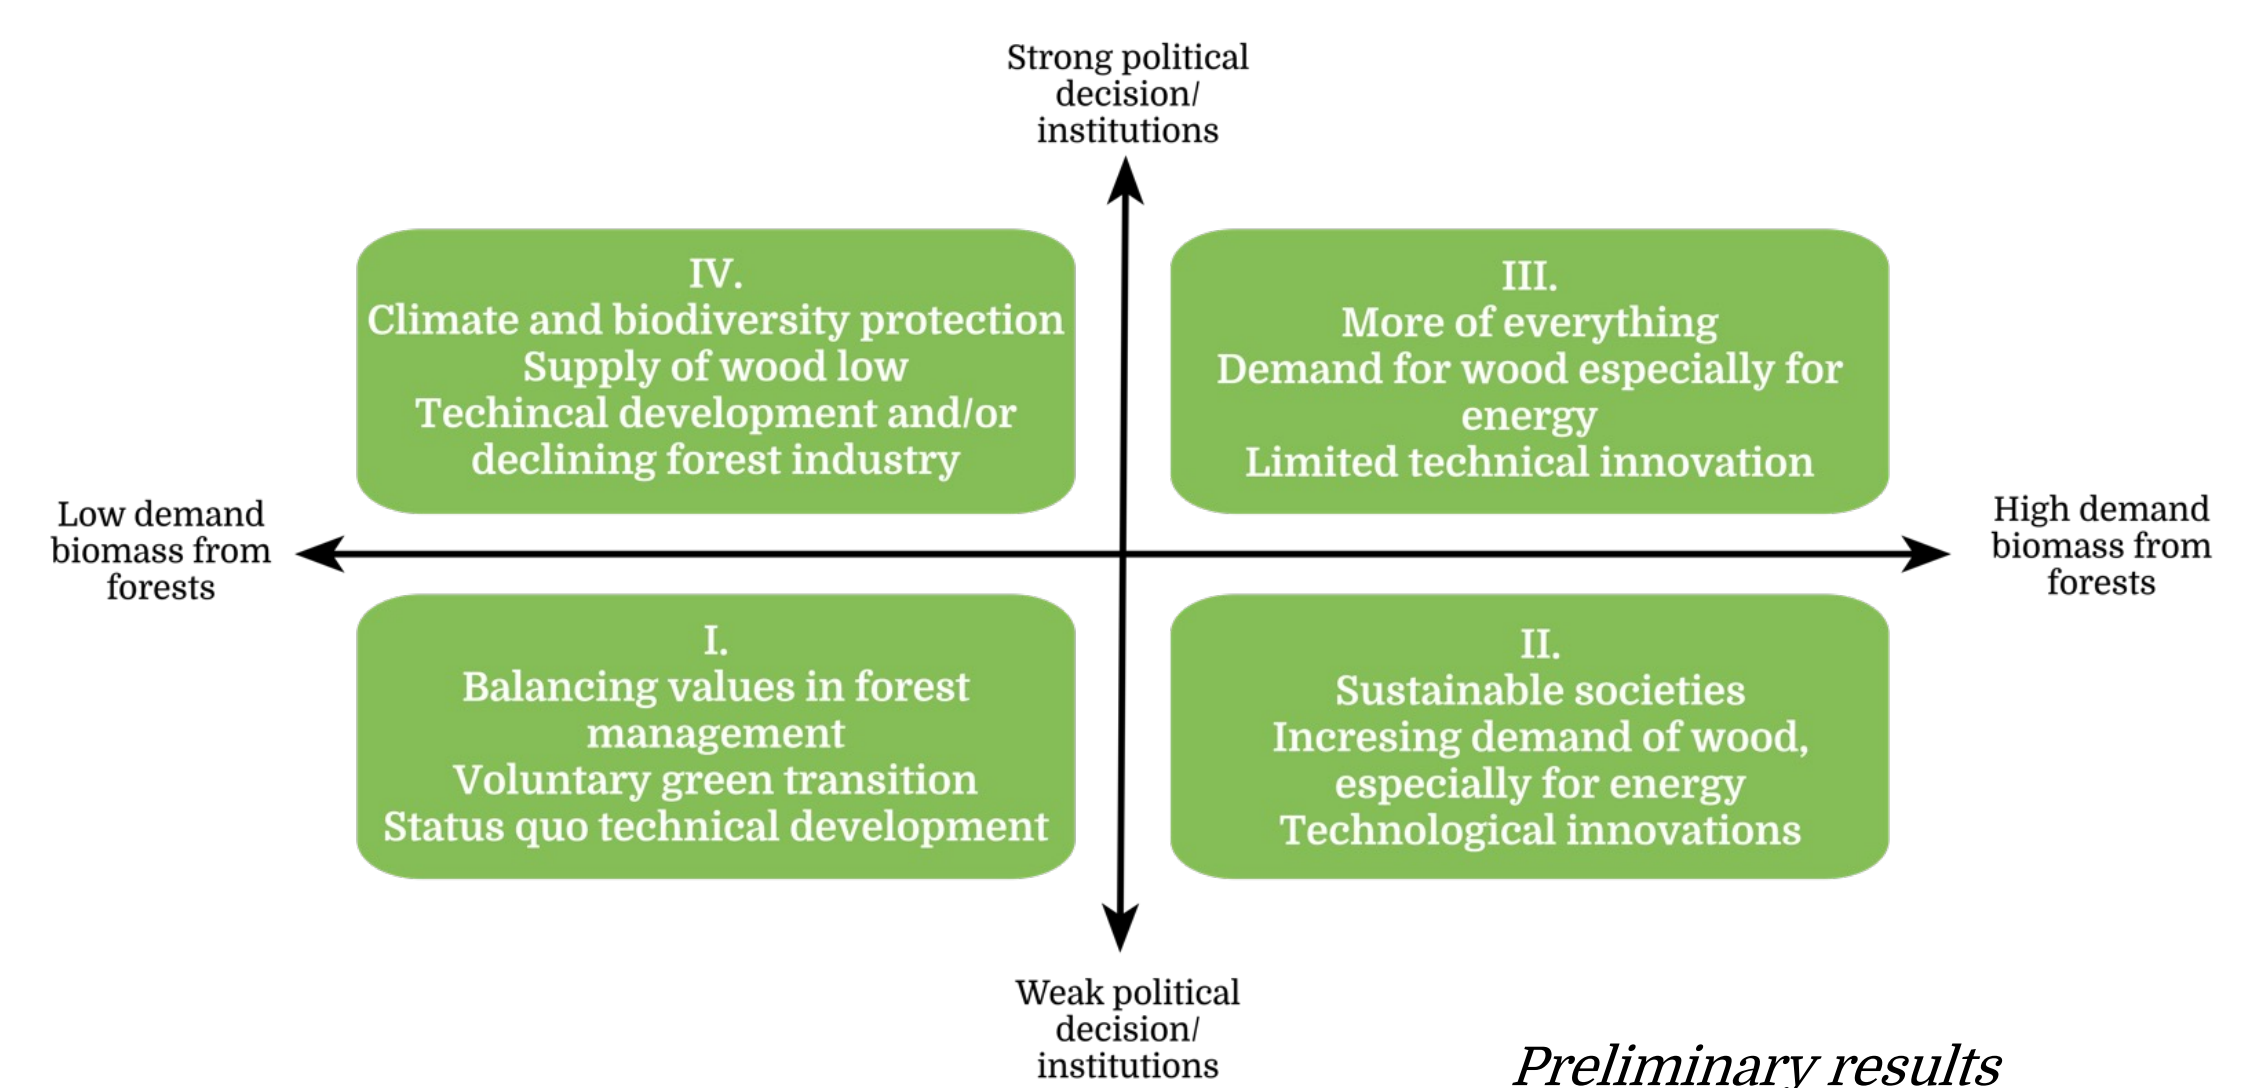 Strong political
decision/
institutions
IV.
Climate and biodiversity protection
Supply of wood low
Techincal development and/or
declining forest industry
III.
More of everything
Demand for wood especially for
energy
Limited technical innovation
Low demand
biomass from
forests
High demand
biomass from
forests
I.
Balancing values in forest
management
Voluntary green transition
Status quo technical development
II.
Sustainable societies
Incresing demand of wood,
especially for energy
Technological innovations
Weak political
decision/
institutions
Preliminary results